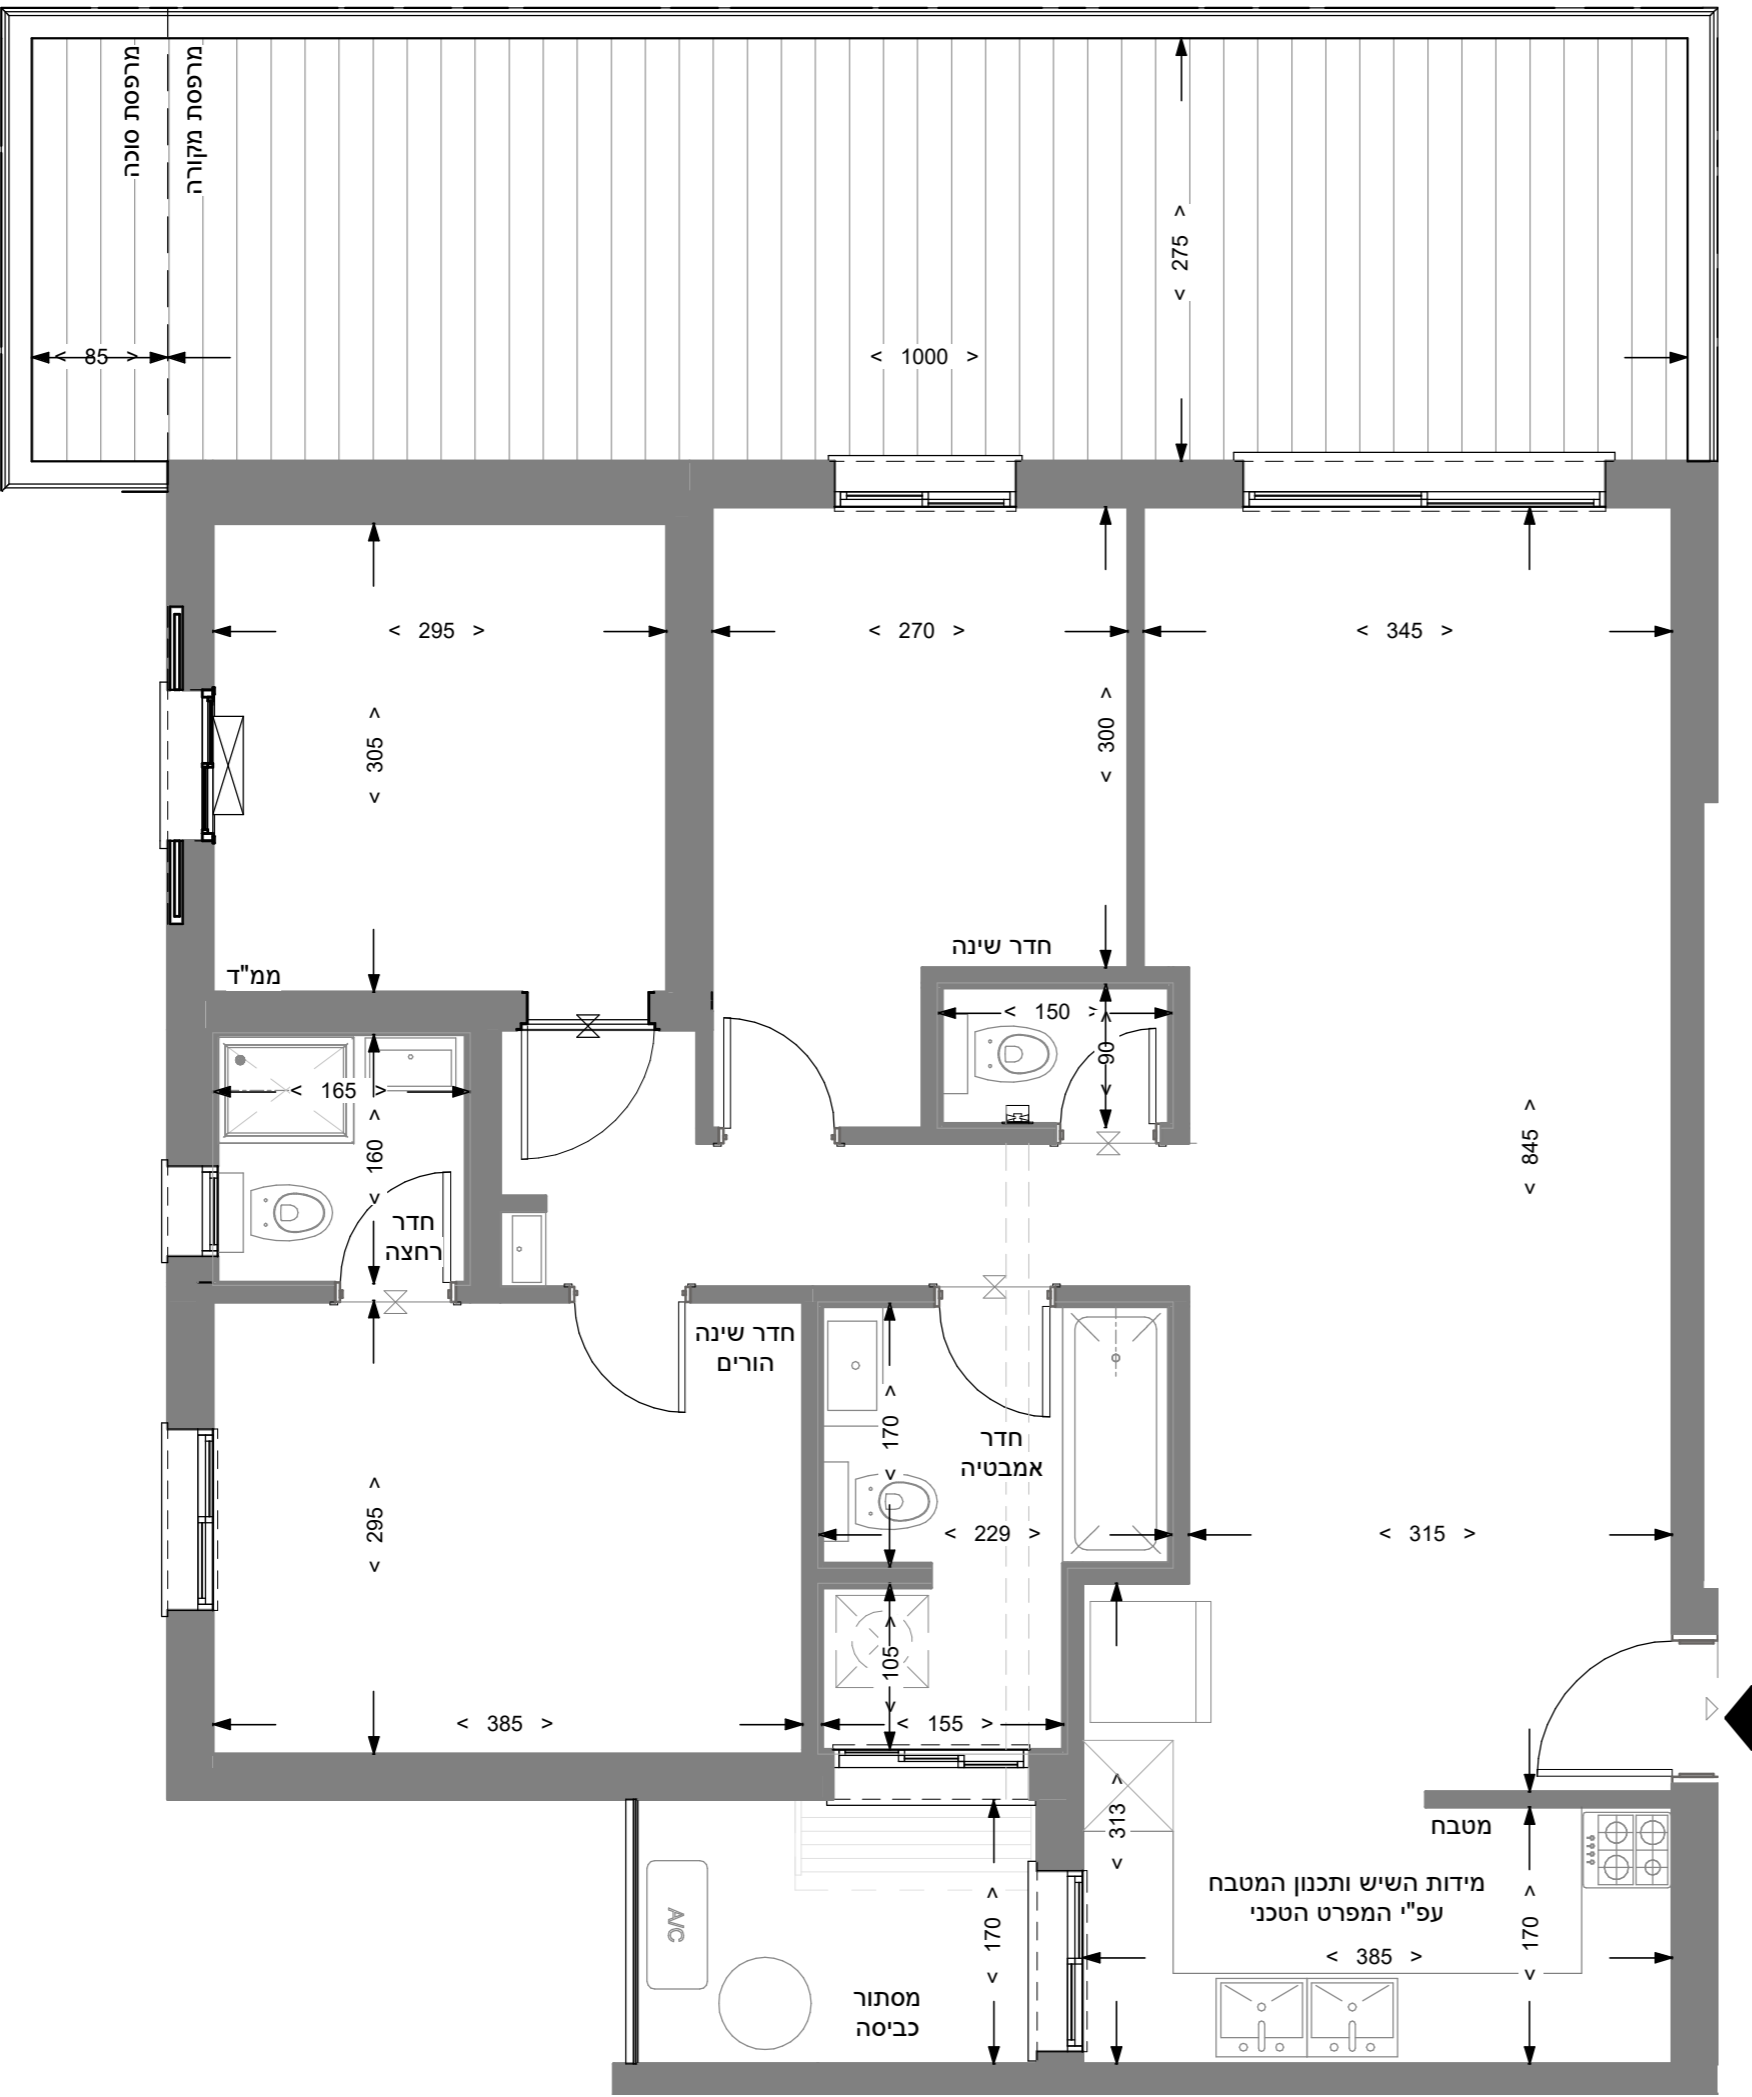 מרפסת סוכה
מרפסת מקורה
< 275 >
< 85 >
< 1000 >
< 295 >
< 270 >
< 345 >
< 305 >
< 300 >
חדר שינה
ממ"ד
< 150 >
< 90 >
< 165 >
< 160 >
< 845 >
חדר
רחצה
חדר שינה
הורים
< 170 >
חדר
אמבטיה
< 295 >
< 229 >
< 315 >
< 105 >
< 385 >
< 155 >
< 313 >
מטבח
מידות השיש ותכנון המטבח
עפ"י המפרט הטכני
A/C
< 170 >
< 385 >
< 170 >
מסתור
כביסה